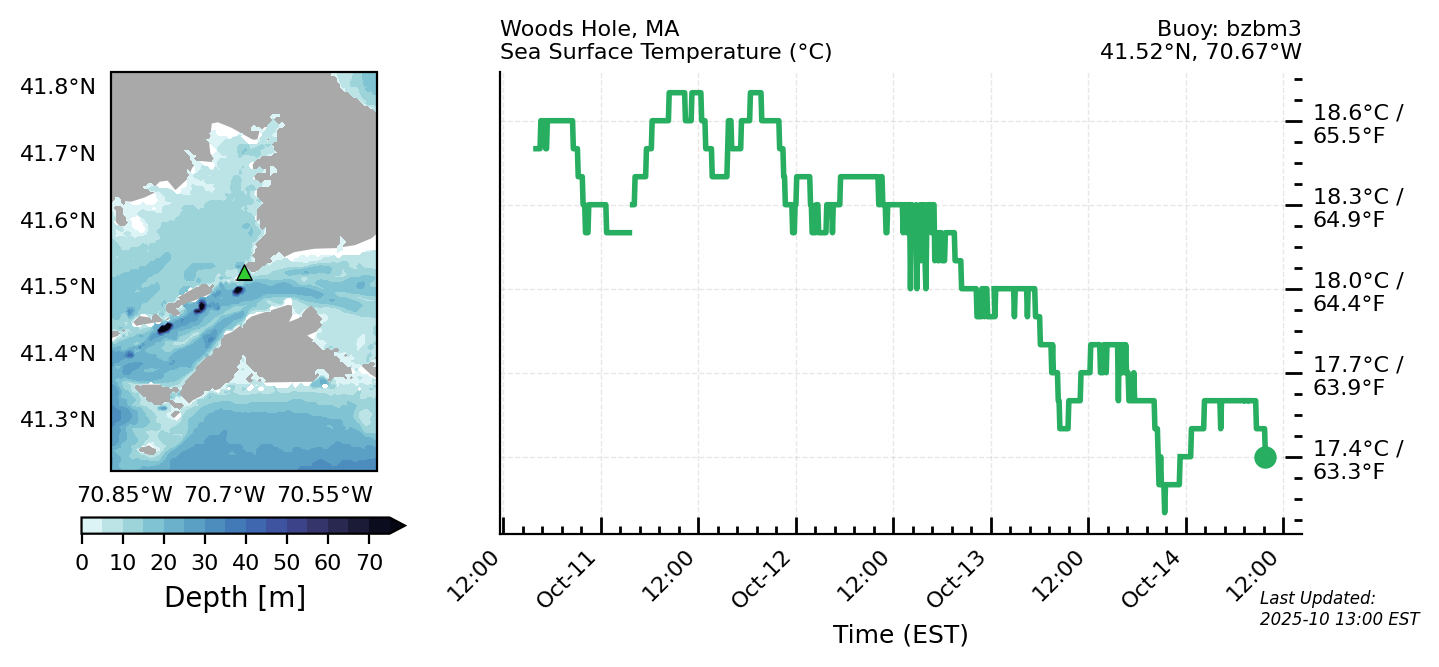 Woods Hole, MA
Sea Surface Temperature (°C)
Buoy: bzbm3
41.52°N, 70.67°W
41.8°N
41.7°N
41.6°N
41.5°N
41.4°N
41.3°N
70.85°W 70.7°W 70.55°W
0 10 20 30 40 50 60 70
Depth [m]
18.6°C /
65.5°F
18.3°C /
64.9°F
18.0°C /
64.4°F
17.7°C /
63.9°F
17.4°C /
63.3°F
12:00 Oct-11 12:00 Oct-12 12:00 Oct-13 12:00 Oct-14 12:00
Time (EST)
Last Updated:
2025-10 13:00 EST